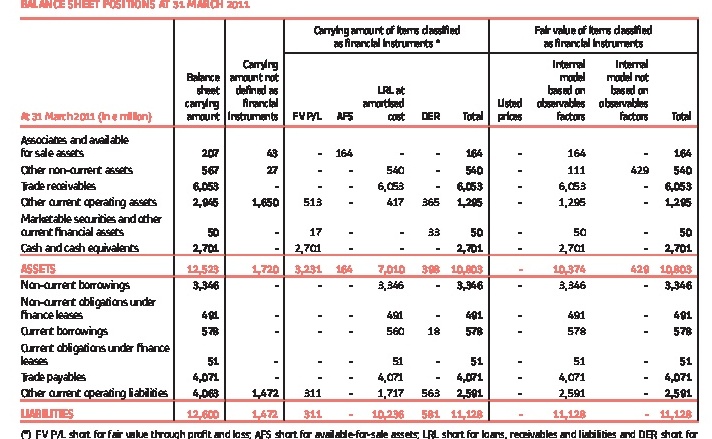 BALANCE SHEET POSITIONS AT 31 MARCH 2011
Carrying amount of items classified as financial instruments *
Fair value of items classified as financial instruments
At 31 March 2011 (in € million) Balance sheet carrying amount Carrying amount not defined as financial instruments FV P/L AFS LRL at amortised cost DER Total Listed prices Internal model based on observables factors Internal model not based on observables factors Total
Associates and available
for sale assets 207 43 - 164 - - 164 - 164 - 164
Other non-current assets 567 27 - - 540 - 540 - 111 429 540
Trade receivables 6,053 - - - 6,053 - 6,053 - 6,053 - 6,053
Other current operating assets 2,945 1,650 513 417 365 1,295 - 1,295 - 1,295
Marketable securities and other
current financial assets 50 - 17 - - 33 50 - 50 - 50
Cash and cash equivalents 2,701 - 2,701 - - - 2,701 - 2,701 - 2,701
ASSETS 12,523 1,720 3,231 164 7,010 398 10,803 - 10,374 429 10,803
Non-current borrowings 3,346 - - - 3,346 - 3,346 - 3,346 - 3,346
Non-current obligations under
finance leases 491 - - - 491 - 491 - 491 - 491
Current borrowings 578 - - - 560 18 578 - 578 - 578
Current obligations under finance
leases 51 - - - 51 - 51 - 51 - 51
Trade payables 4,071 - - - 4,071 - 4,071 - 4,071 - 4,071
Other current operating liabilities 4,063 1,472 311 - 1,717 563 2,591 - 2,591 - 2,591
LIABILITIES 12,600 1,472 311 - 10,236 581 11,128 - 11,128 - 11,128
(*) FV P/L short for fair value through profit and loss; AFS short for available-for-sale assets; LRL short for loans, receivables and liabilities and DER short for